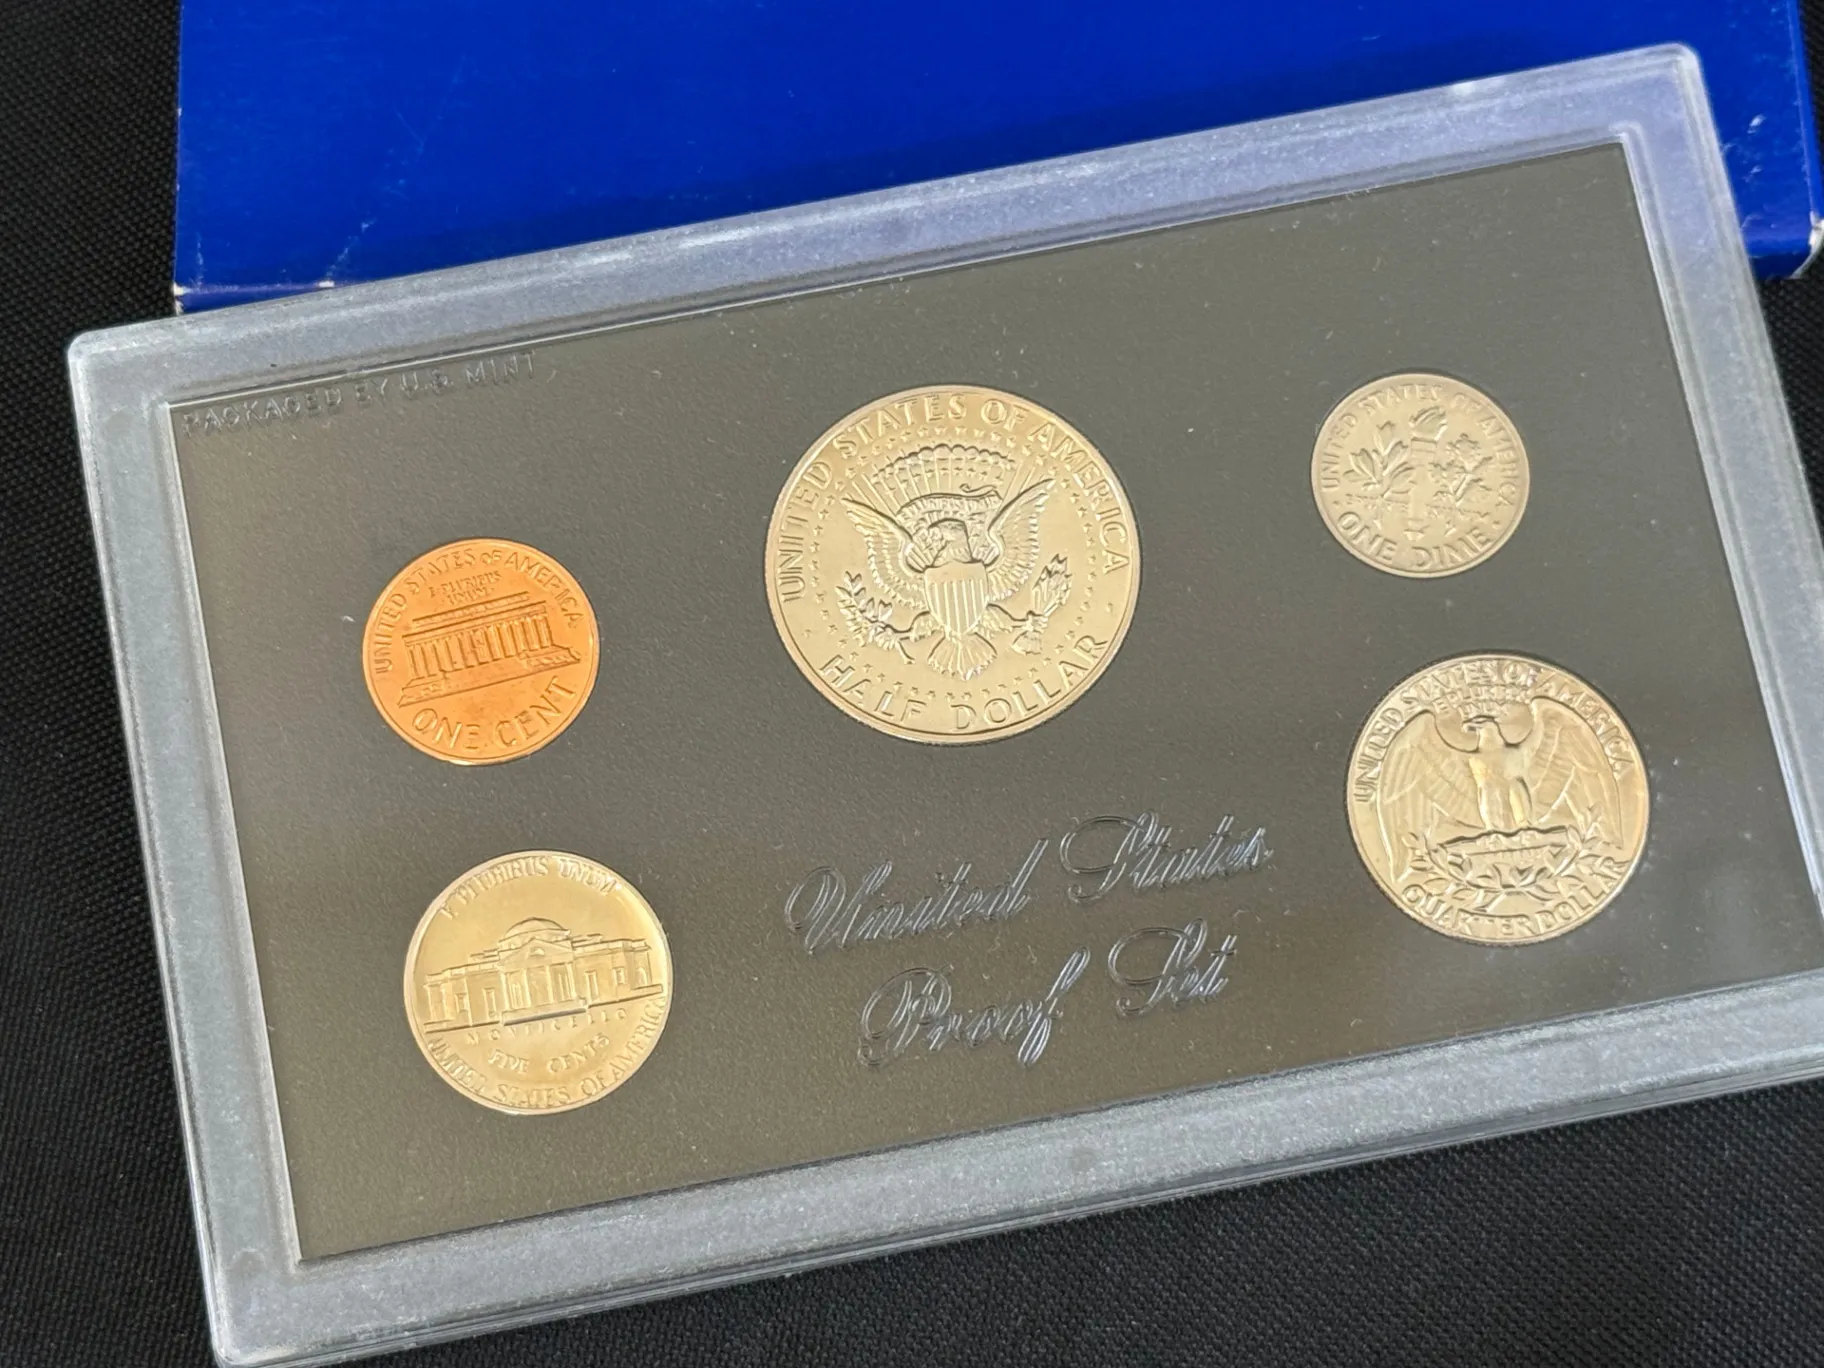 PACKAGED BY U.S. MINT
UNITED STATES OF AMERICA
E PLURIBUS
UNUM
ONE CENT
UNITED STATES OF AMERICA
HALF DOLLAR
UNITED STATES OF AMERICA
ONE DIME
E PLURIBUS UNUM
MONTICELLO
FIVE CENTS
UNITED STATES OF AMERICA
UNITED STATES OF AMERICA
E PLURIBUS
UNUM
QUARTER DOLLAR
United States
Proof Set